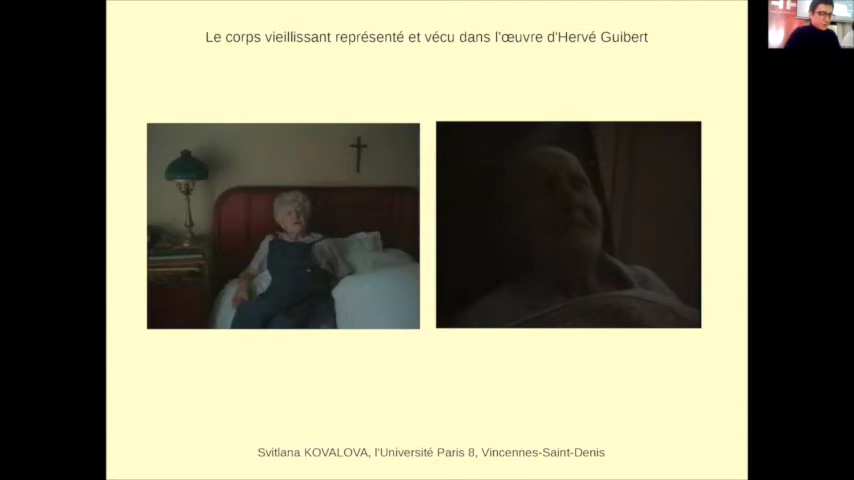 Le corps vieillissant représenté et vécu dans l'œuvre d'Hervé Guibert
Svitlana KOVALOVA, l'Université Paris 8, Vincennes-Saint-Denis